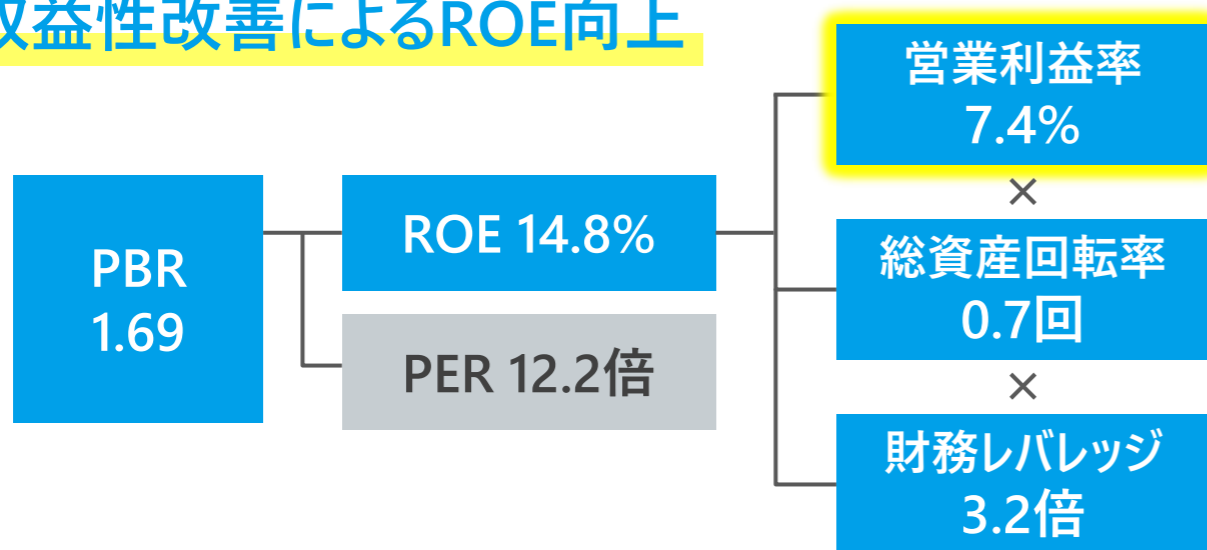 収益性改善によるROE向上
営業利益率
7.4%
×
PBR
1.69
ROE 14.8%
PER 12.2倍
総資産回転率
0.7回
×
財務レバレッジ
3.2倍